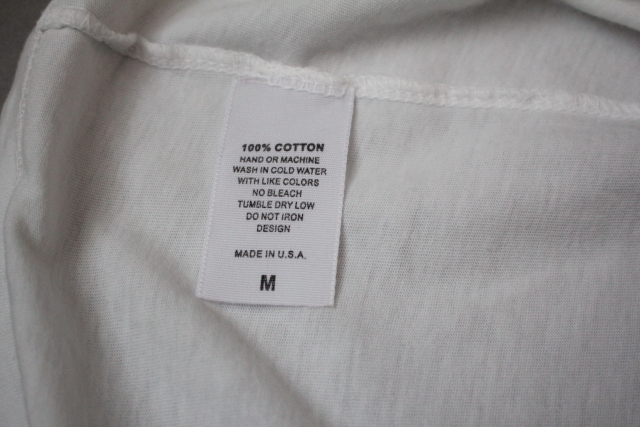 100% COTTON
HAND OR MACHINE
WASH IN COLD WATER
WITH LIKE COLORS
NO BLEACH
TUMBLE DRY LOW
DO NOT IRON
DESIGN
MADE IN U.S.A.
M